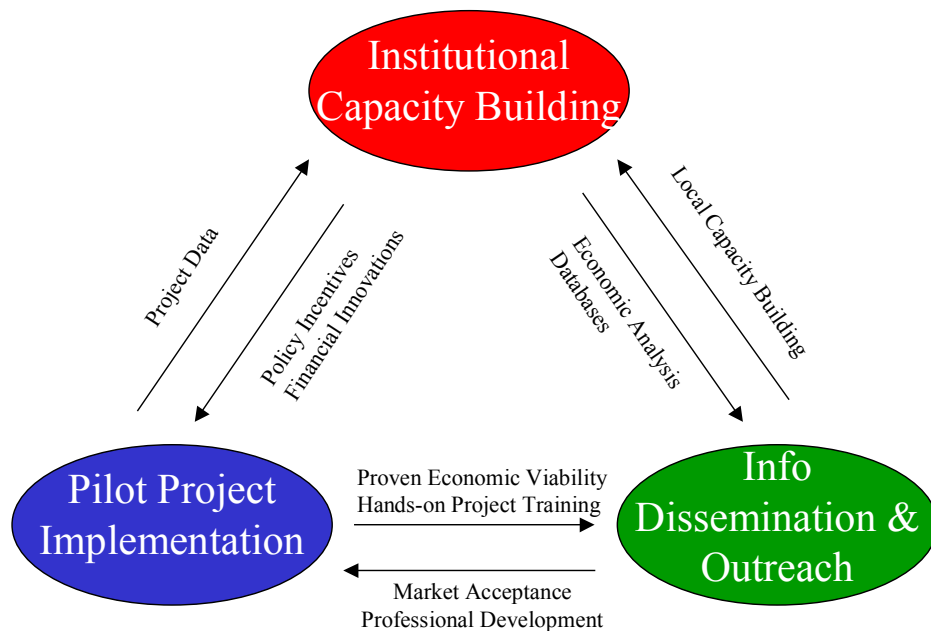 Institutional
Capacity Building
Project Data
Policy Incentives
Financial Innovations
Economic Analysis
Databases
Local Capacity Building
Pilot Project
Implementation
Proven Economic Viability
Hands-on Project Training
Market Acceptance
Professional Development
Info
Dissemination &
Outreach